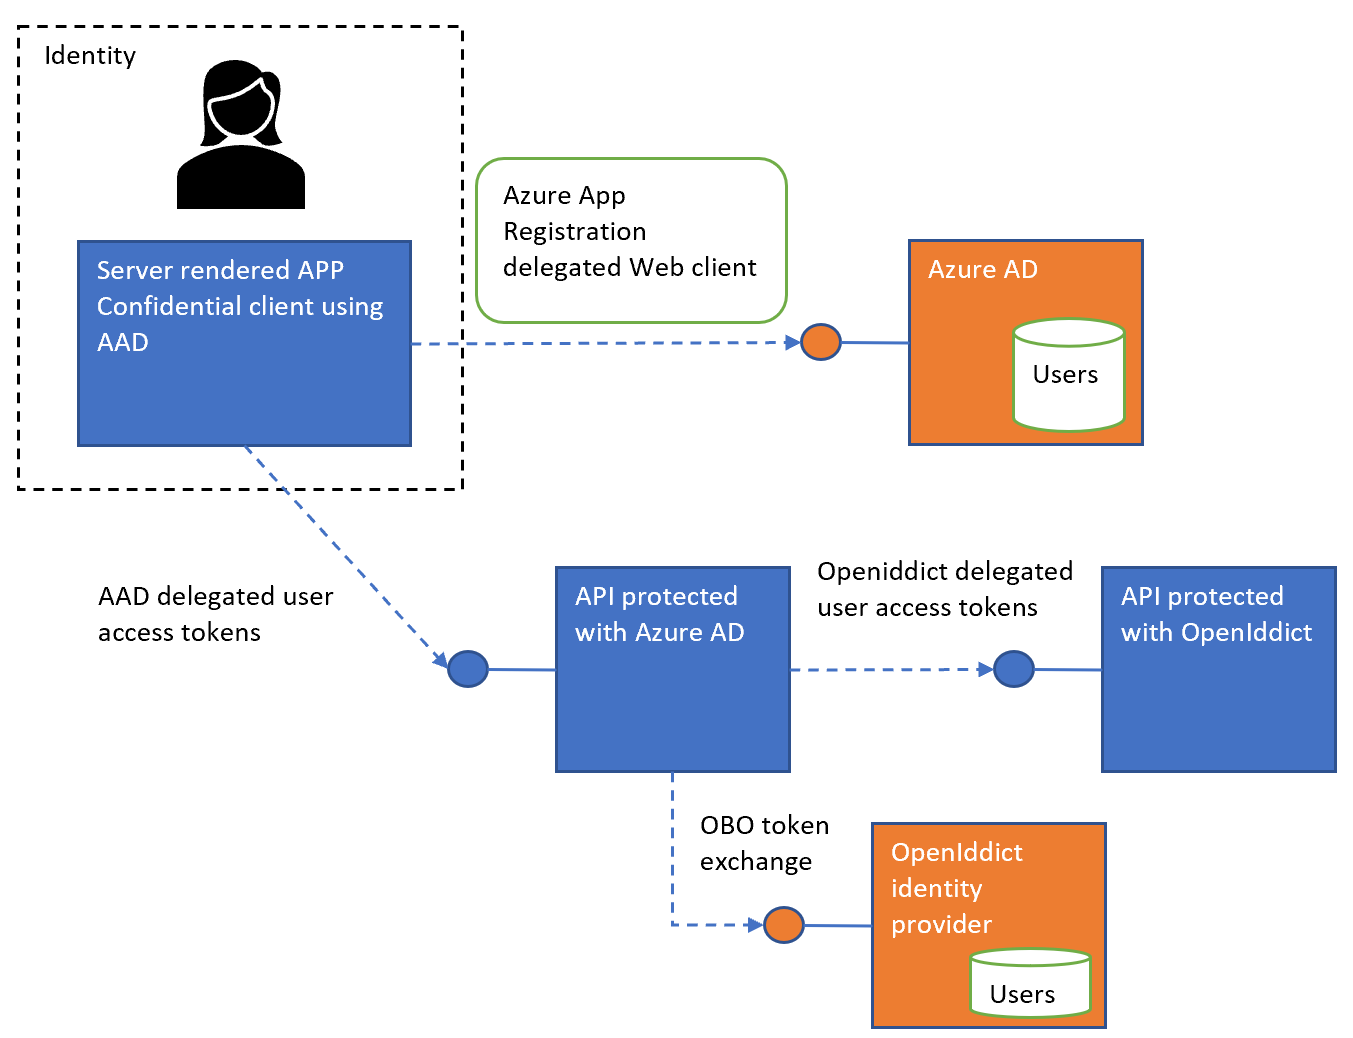 Identity
Server rendered APP
Confidential client using
AAD
Azure App
Registration
delegated Web client
Azure AD
Users
AAD delegated user
access tokens
API protected
with Azure AD
Openiddict delegated
user access tokens
API protected
with OpenIddict
OBO token
exchange
OpenIddict
identity
provider
Users